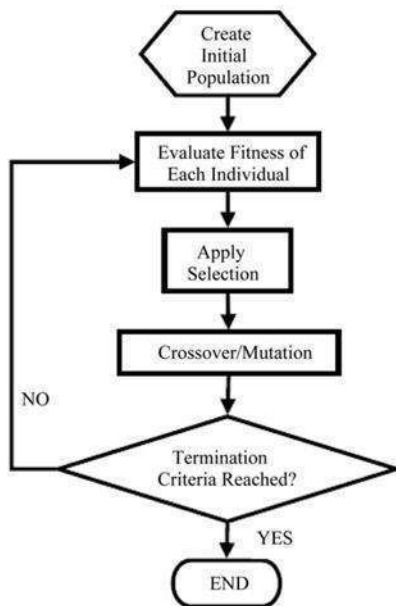 Create
Initial
Population
Evaluate Fitness of
Each Individual
Apply
Selection
Crossover/Mutation
NO
Termination
Criteria Reached?
YES
END